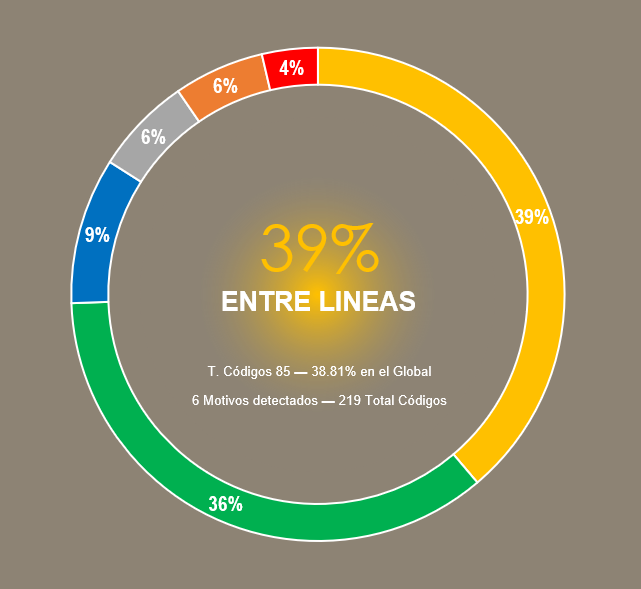 4%
6%
6%
39%
9%
39%
ENTRE LINEAS
T. Códigos 85 — 38.81% en el Global
6 Motivos detectados — 219 Total Códigos
36%